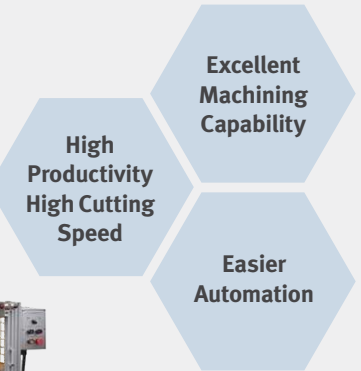 Excellent
Machining
Capability
High
Productivity
High Cutting
Speed
Easier
Automation